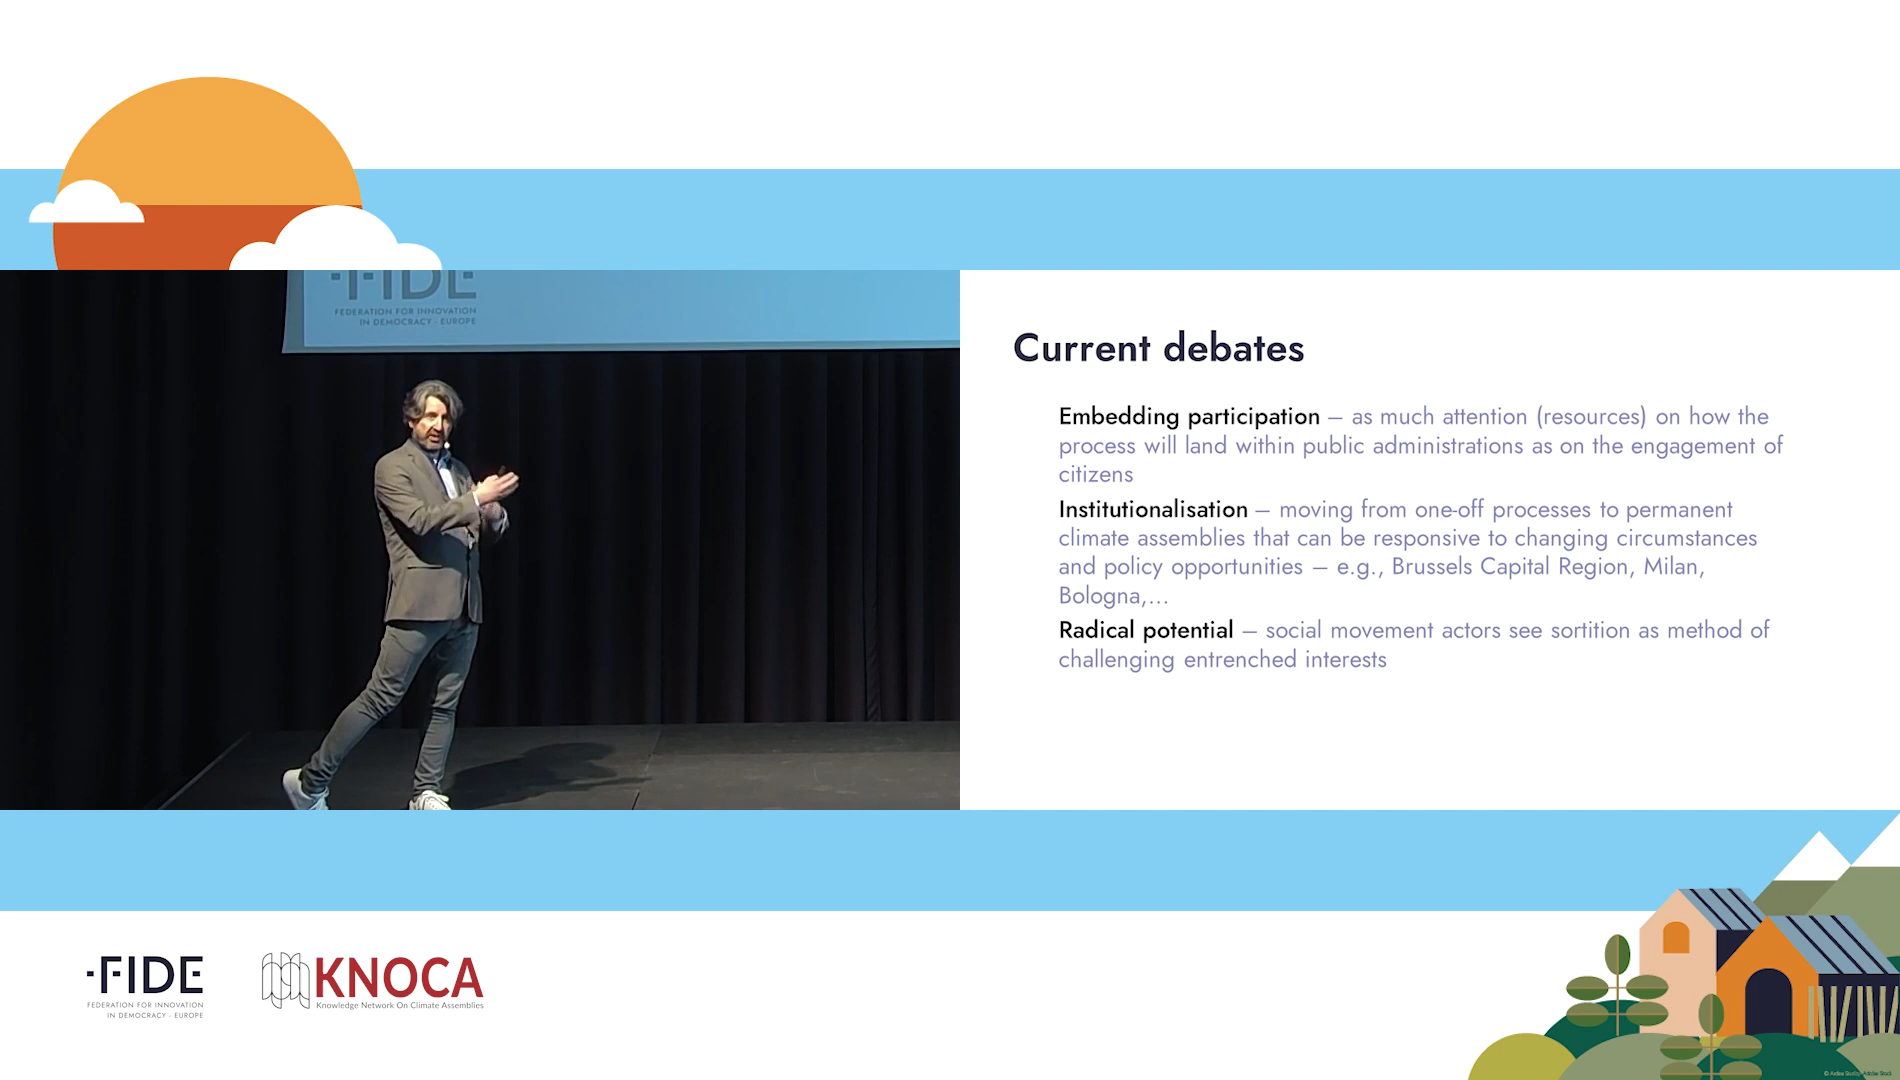 FIDE
FEDERATION FOR INNOVATION
IN DEMOCRACY - EUROPE
Current debates
Embedding participation – as much attention (resources) on how the
process will land within public administrations as on the engagement of
citizens
Institutionalisation – moving from one-off processes to permanent
climate assemblies that can be responsive to changing circumstances
and policy opportunities – e.g., Brussels Capital Region, Milan,
Bologna,...
Radical potential – social movement actors see sortition as method of
challenging entrenched interests
·FIDE
FEDERATION FOR INNOVATION
IN DEMOCRACY - EUROPE
KNOCA
Knowledge Network On Climate Assemblies